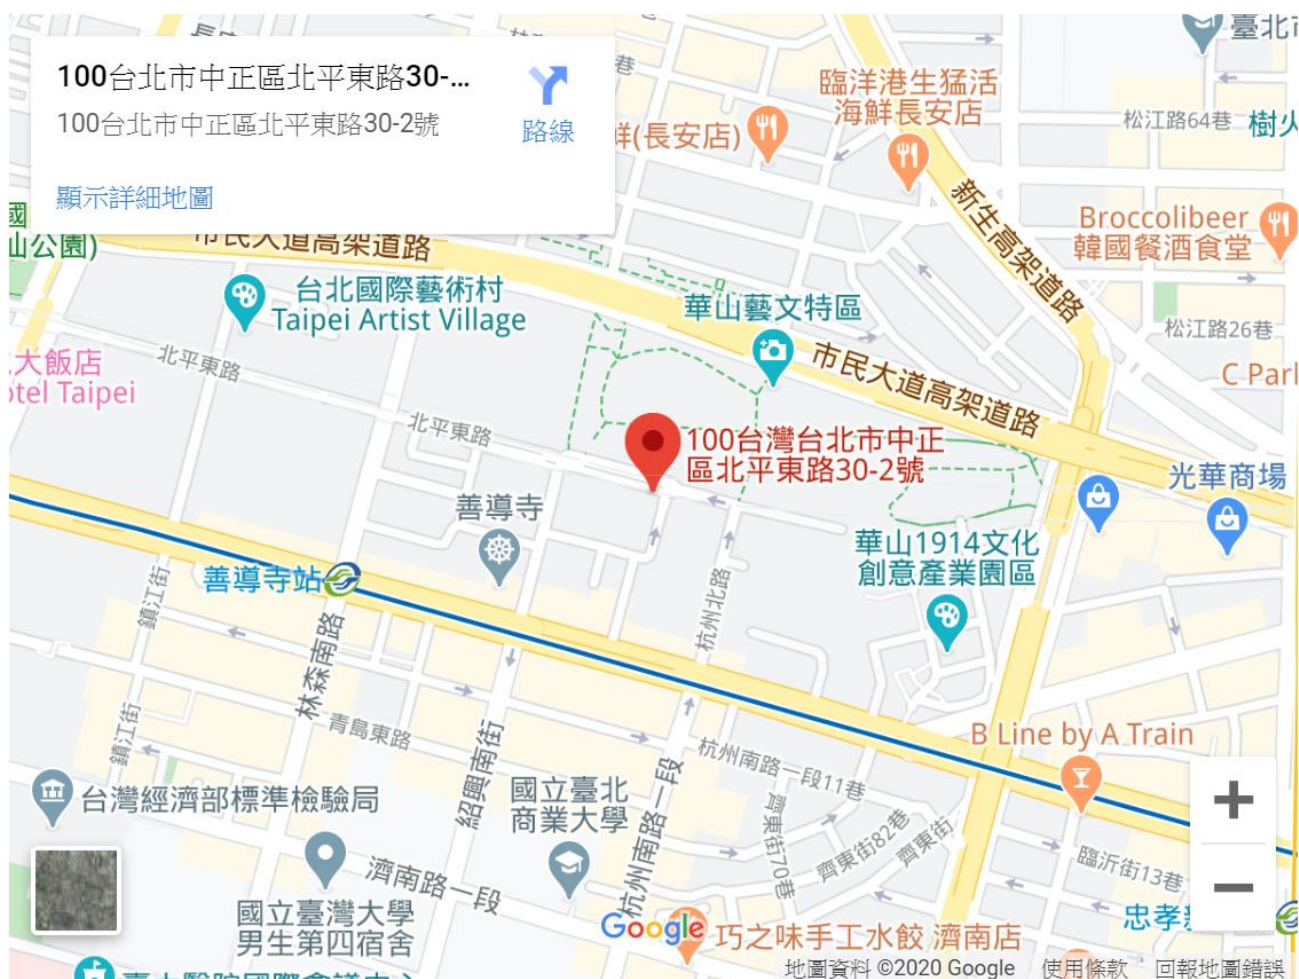 臺北
100台北市中正區北平東路30-...
100台北市中正區北平東路30-2號
路線
顯示詳細地圖
臨洋港生猛活
海鮮長安店
(長安店)
松江路64巷
新生高架道路
Broccolibeer
韓國餐酒食堂
公園)
市民大道高架道路
台北國際藝術村
Taipei Artist Village
華山藝文特區
松江路26巷
大飯店
tel Taipei
北平東路
市民大道高架道路
C Park
北平東路
100台灣台北市中正
區北平東路30-2號
光華商場
善導寺
華山1914文化
創意產業園區
善導寺站
鎮江街
杭州北路
林森南路
鎮江街
青島東路
B Line by A Train
紹興南街
杭州南路一段11巷
台灣經濟部標準檢驗局
國立臺北
商業大學
杭州南路一段
齊東街70巷
齊東街82巷
齊東街
臨沂街13巷
濟南路一段
國立臺灣大學
男生第四宿舍
忠孝
Google
巧之味手工水餃 濟南店
地圖資料 ©2020 Google
使用條款
回報地圖錯誤